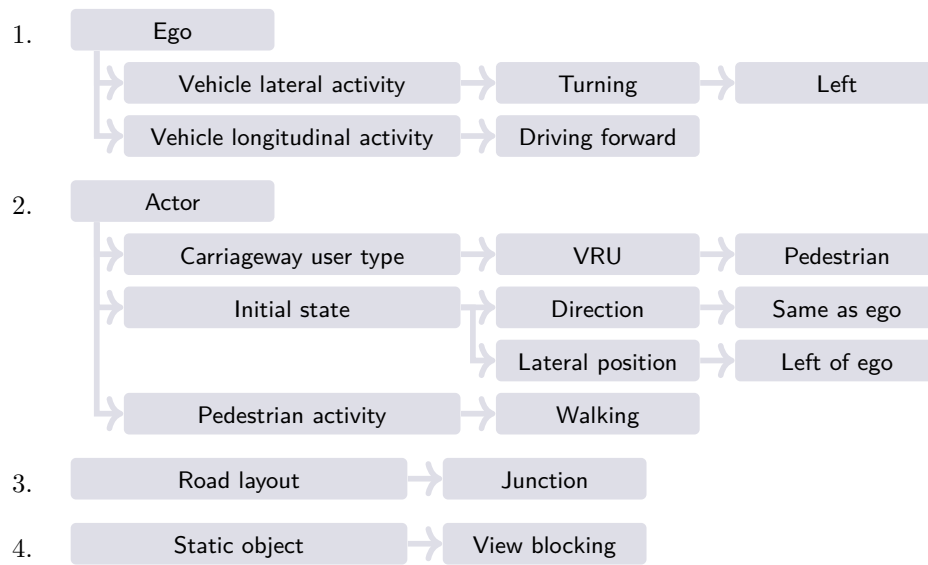 1. Ego
Vehicle lateral activity Turning Left
Vehicle longitudinal activity Driving forward
2. Actor
Carriageway user type VRU Pedestrian
Initial state Direction Same as ego
Lateral position Left of ego
Pedestrian activity Walking
3. Road layout Junction
4. Static object View blocking